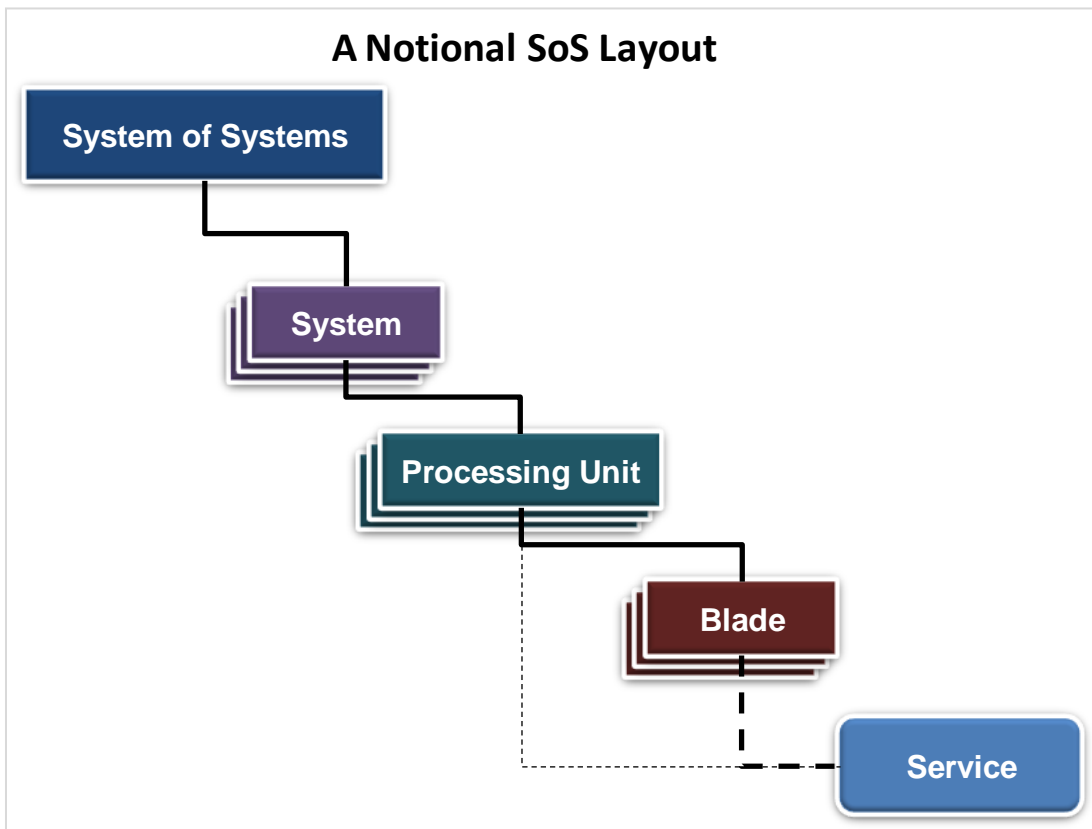 A Notional SoS Layout
System of Systems
System
Processing Unit
Blade
Service